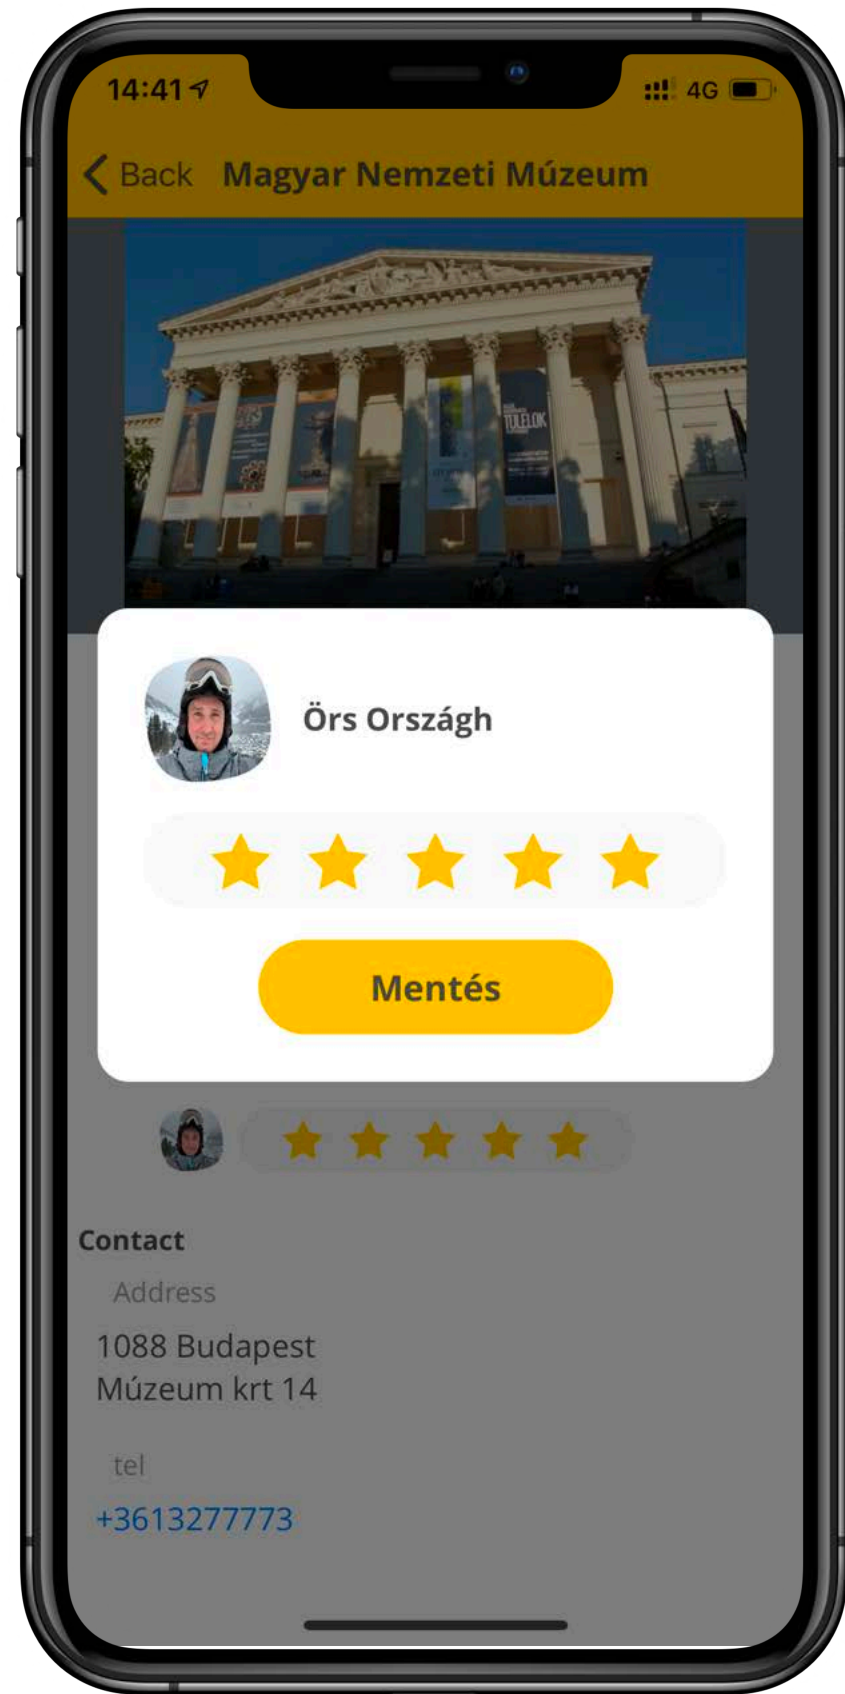 14:41
4G
Back Magyar Nemzeti Múzeum
TÚLÉLŐK
Örs Országh
Mentés
Contact
Address
1088 Budapest
Múzeum krt 14
tel
+3613277773